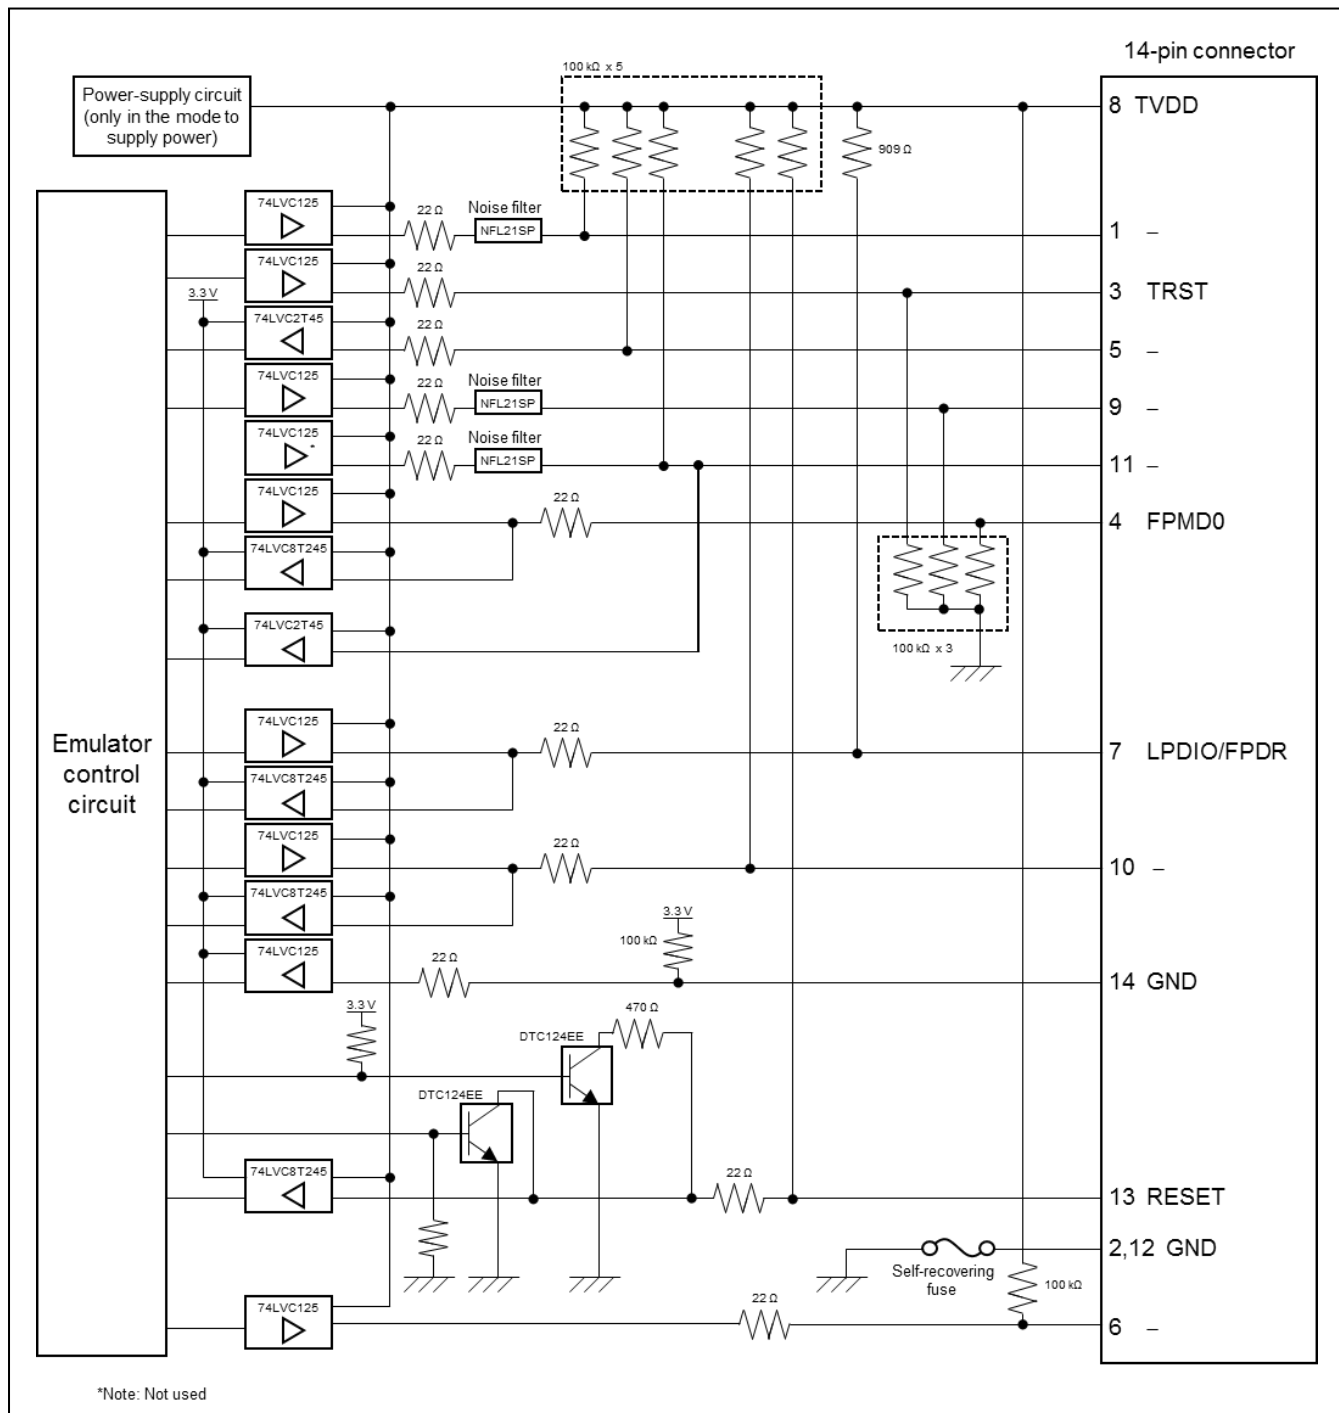 14-pin connector
100 kΩ x 5
Power-supply circuit
(only in the mode to
supply power)
8 TVDD
909 Ω
74LVC125
22 Ω
Noise filter
NFL21SP
1 –
74LVC125
22 Ω
3 TRST
3.3 V
74LVC2T45
22 Ω
5 –
74LVC125
22 Ω
Noise filter
NFL21SP
9 –
74LVC125
*
22 Ω
Noise filter
NFL21SP
11 –
74LVC125
22 Ω
4 FPMD0
74LVC8T245
74LVC2T45
100 kΩ x 3
Emulator
control
circuit
74LVC125
22 Ω
7 LPDIO/FPDR
74LVC8T245
74LVC125
22 Ω
10 –
74LVC8T245
3.3 V
100 kΩ
74LVC125
22 Ω
14 GND
3.3 V
470 Ω
DTC124EE
DTC124EE
74LVC8T245
22 Ω
13 RESET
2,12 GND
Self-recovering
fuse
100 kΩ
74LVC125
22 Ω
6 –
*Note: Not used